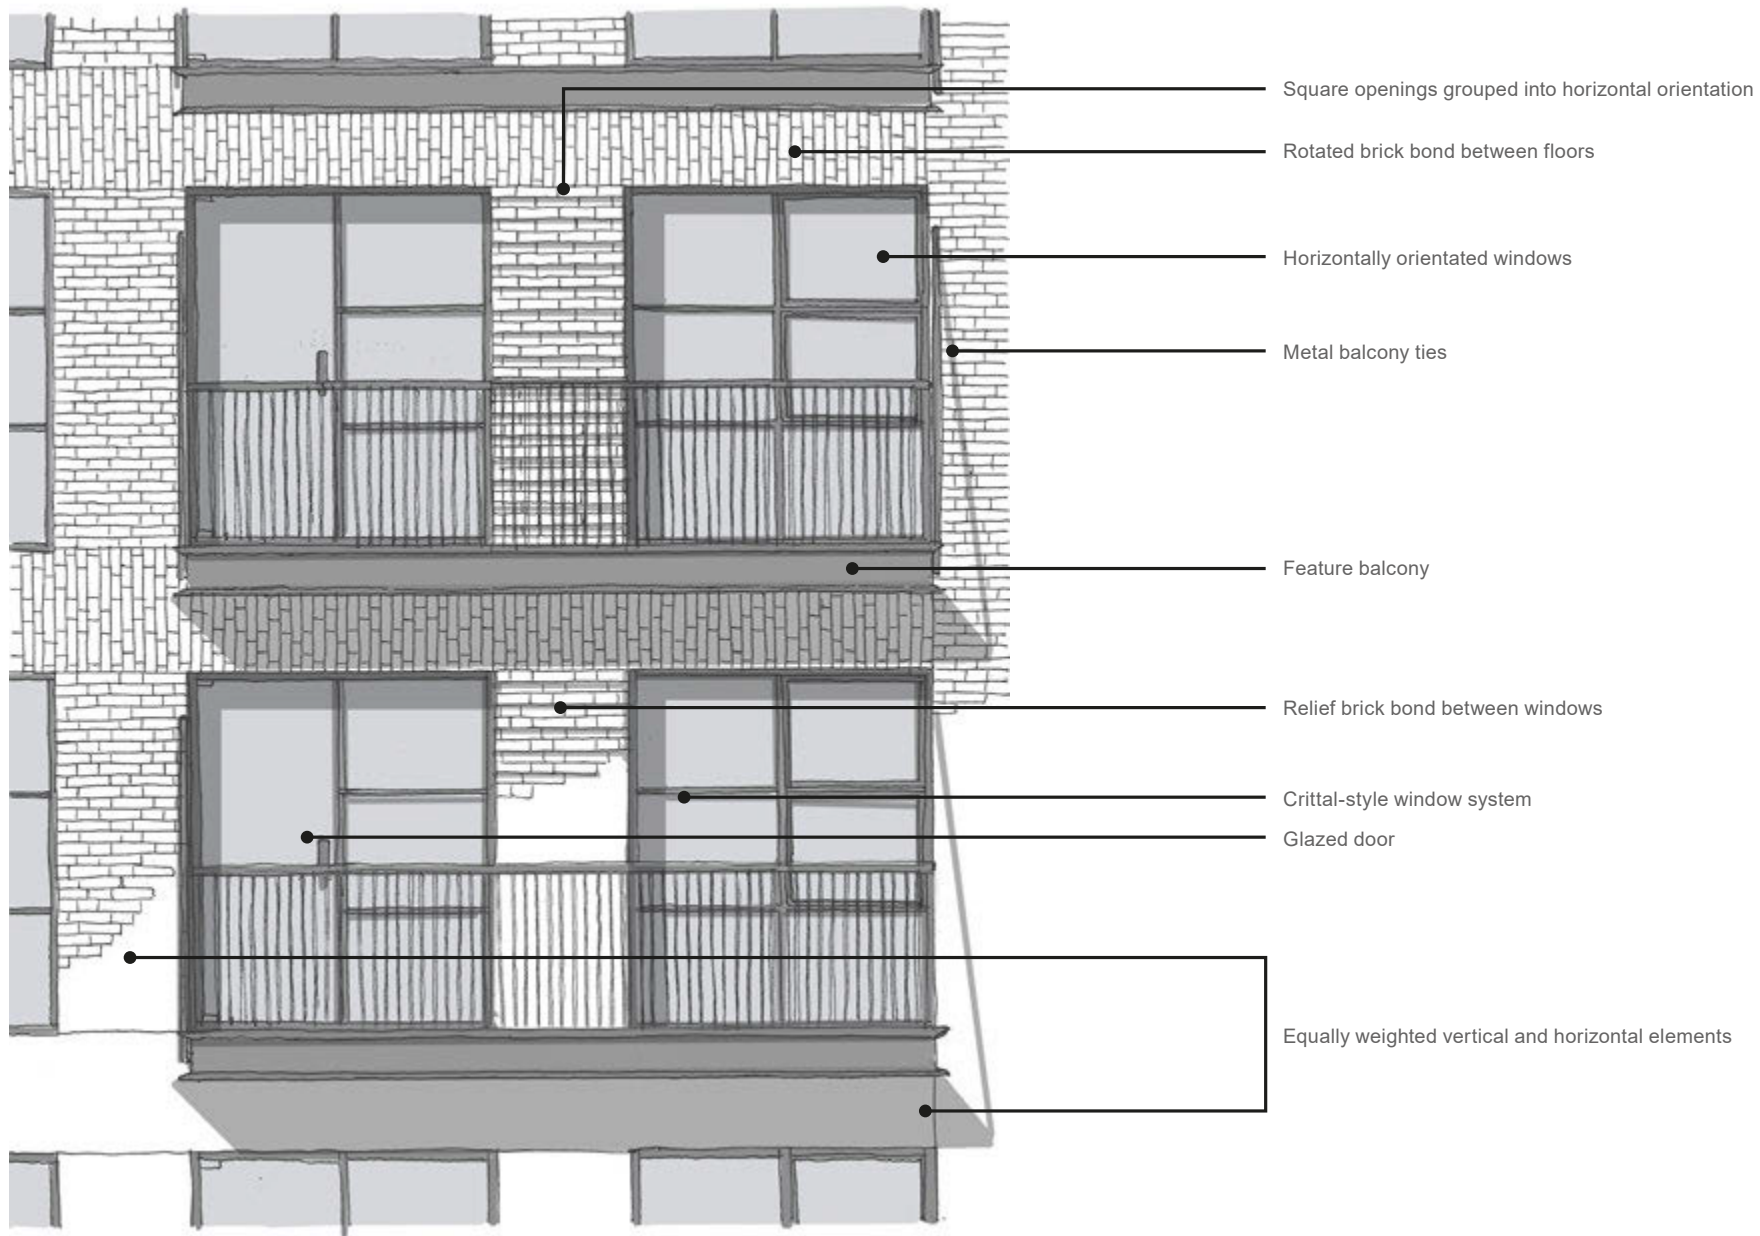 Square openings grouped into horizontal orientation
Rotated brick bond between floors
Horizontally orientated windows
Metal balcony ties
Feature balcony
Relief brick bond between windows
Crittal-style window system
Glazed door
Equally weighted vertical and horizontal elements